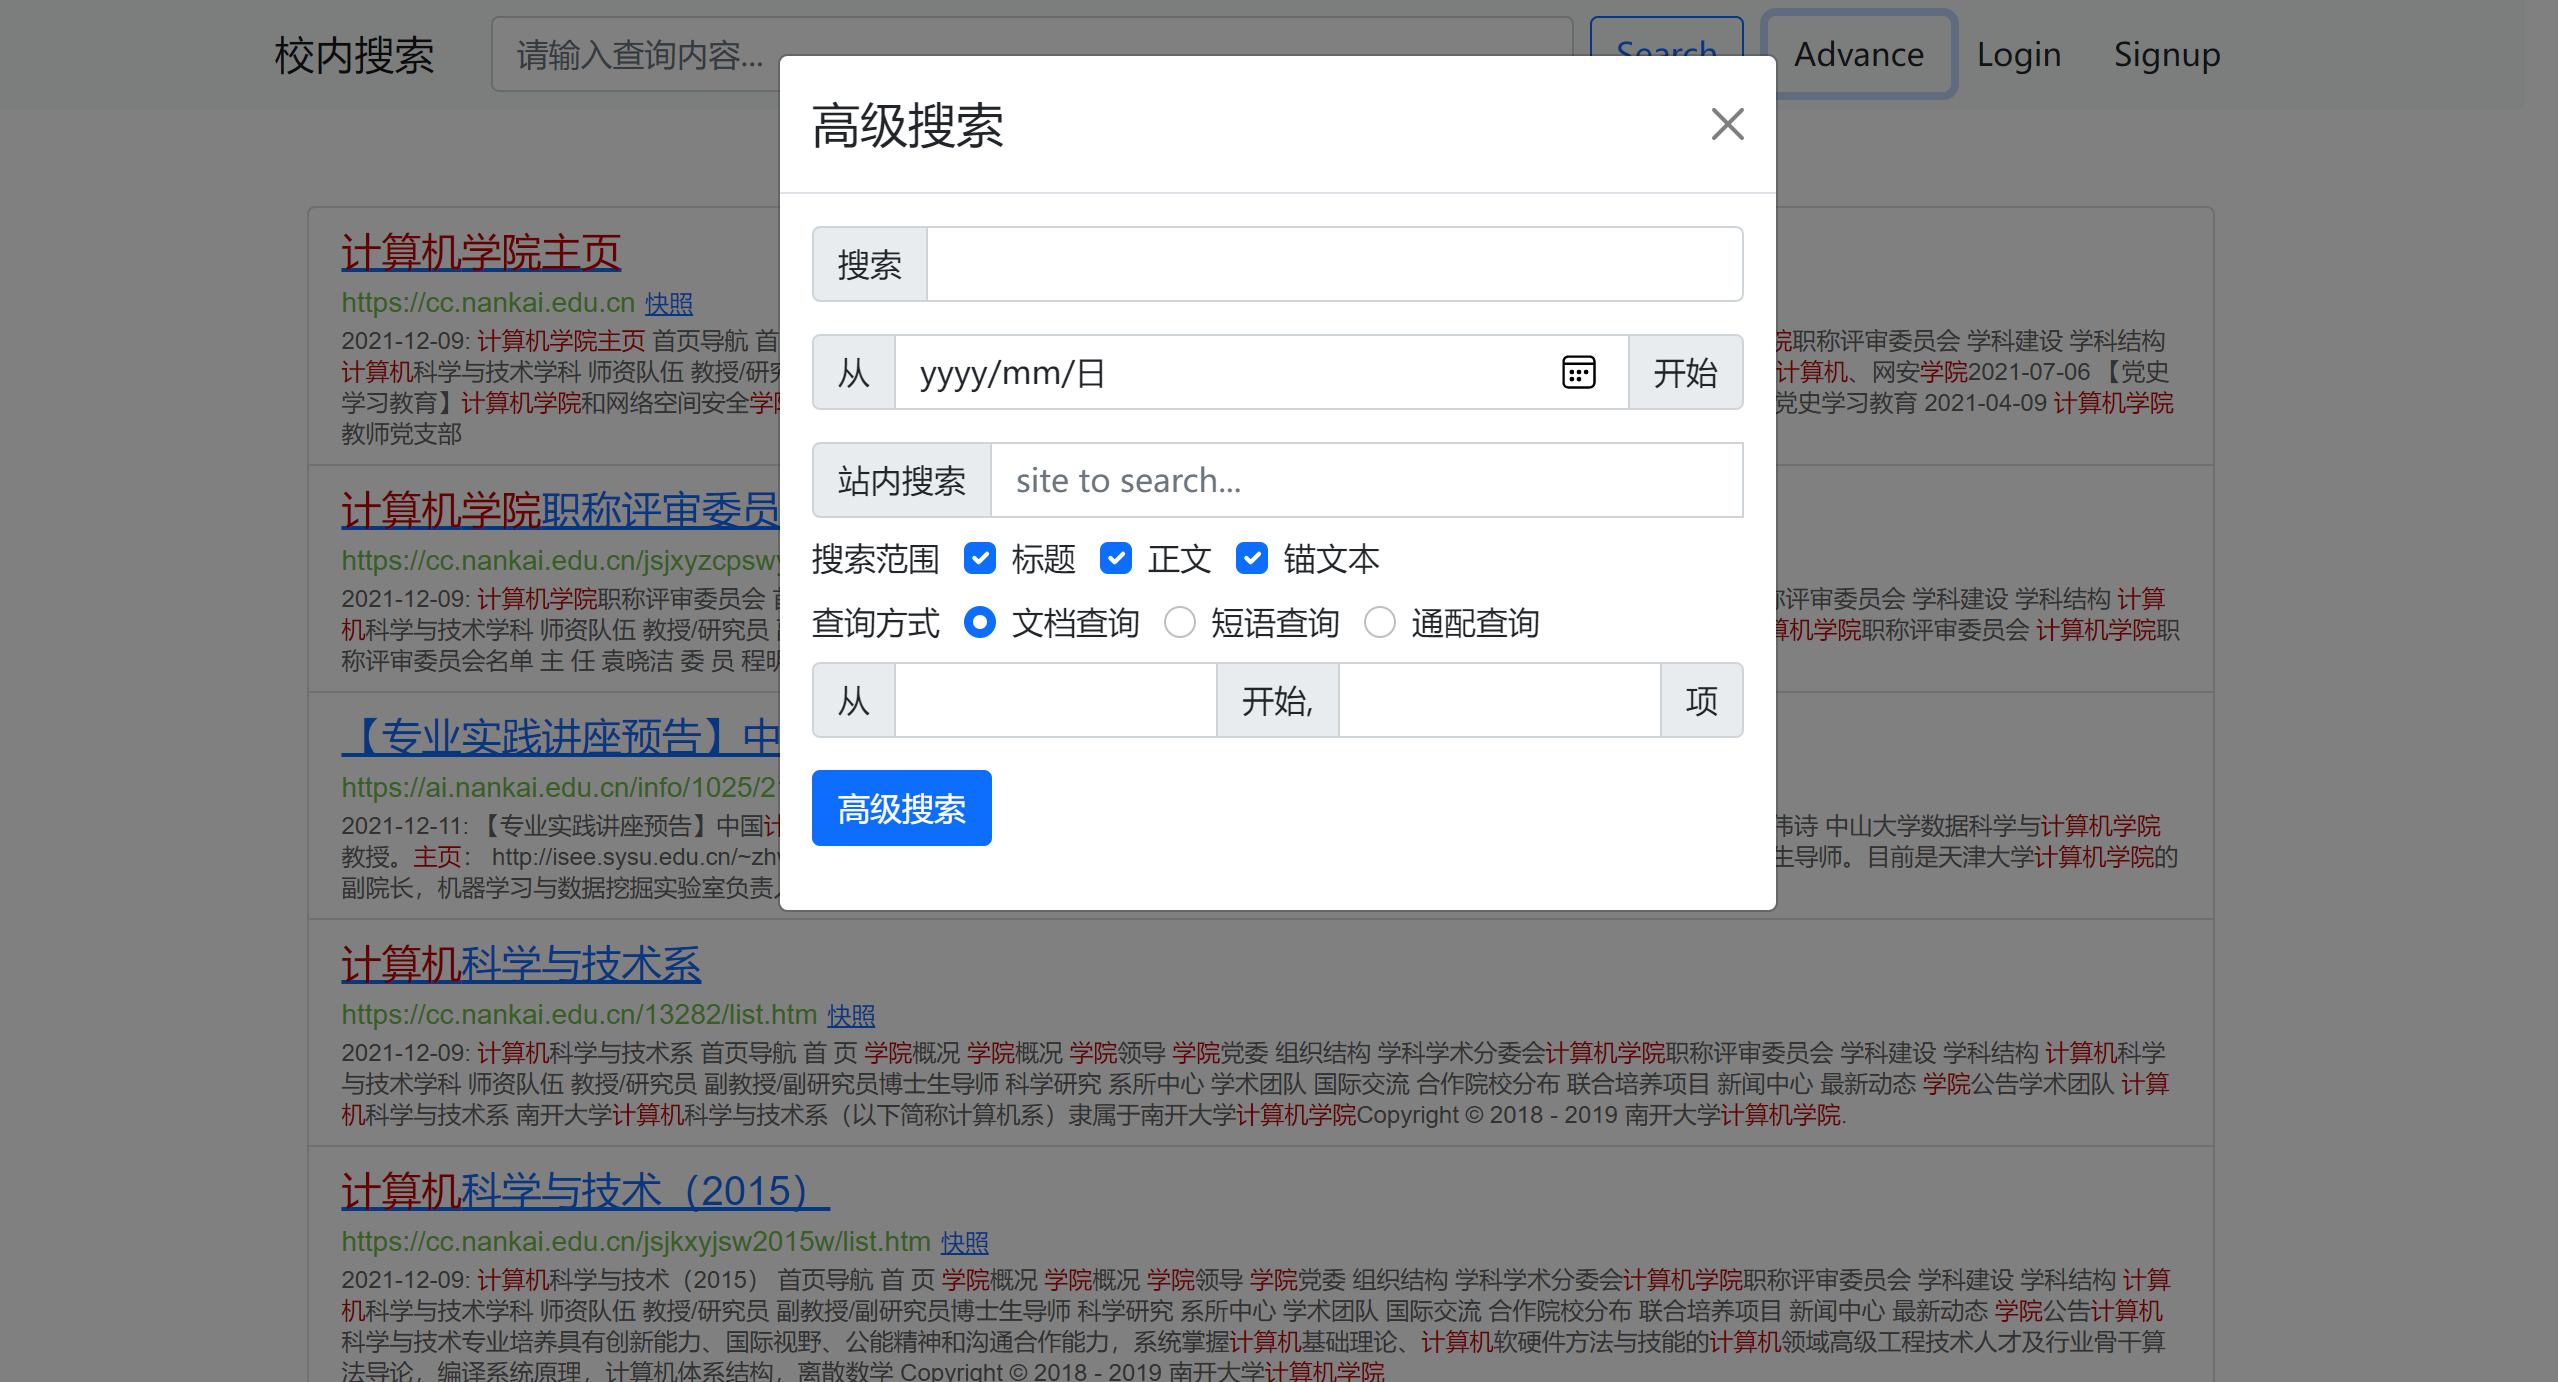 校内搜索 请输入查询内容... Search Advance Login Signup
高级搜索
搜索
从 yyyy/mm/日 开始
站内搜索 site to search...
搜索范围 标题 正文 锚文本
查询方式 文档查询 短语查询 通配查询
从 开始, 项
高级搜索
计算机学院主页
https://cc.nankai.edu.cn 快照
2021-12-09: 计算机学院主页 首页导航 首 职称评审委员会 学科建设 学科结构
计算机科学与技术学科 师资队伍 教授/研究 计算机、网安学院2021-07-06 【党史
学习教育】计算机学院和网络空间安全学 党史学习教育 2021-04-09 计算机学院
教师党支部
计算机学院职称评审委员
https://cc.nankai.edu.cn/jsjxyzcpsw
2021-12-09: 计算机学院职称评审委员会 评审委员会 学科建设 学科结构 计算
机科学与技术学科 师资队伍 教授/研究员 算机学院职称评审委员会 计算机学院职
称评审委员会名单 主 任 袁晓洁 委 员 程明
【专业实践讲座预告】中
https://ai.nankai.edu.cn/info/1025/2
2021-12-11: 【专业实践讲座预告】中国计 伟诗 中山大学数据科学与计算机学院
教授。主页： http://isee.sysu.edu.cn/~zh 生导师。目前是天津大学计算机学院的
副院长，机器学习与数据挖掘实验室负责
计算机科学与技术系
https://cc.nankai.edu.cn/13282/list.htm 快照
2021-12-09: 计算机科学与技术系 首页导航 首 页 学院概况 学院概况 学院领导 学院党委 组织结构 学科学术分委会计算机学院职称评审委员会 学科建设 学科结构 计算机科学
与技术学科 师资队伍 教授/研究员 副教授/副研究员博士生导师 科学研究 系所中心 学术团队 国际交流 合作院校分布 联合培养项目 新闻中心 最新动态 学院公告学术团队 计算
机科学与技术系 南开大学计算机科学与技术系（以下简称计算机系）隶属于南开大学计算机学院Copyright © 2018 - 2019 南开大学计算机学院.
计算机科学与技术（2015）
https://cc.nankai.edu.cn/jsjkxyjsw2015w/list.htm 快照
2021-12-09: 计算机科学与技术（2015） 首页导航 首 页 学院概况 学院概况 学院领导 学院党委 组织结构 学科学术分委会计算机学院职称评审委员会 学科建设 学科结构 计算
机科学与技术学科 师资队伍 教授/研究员 副教授/副研究员博士生导师 科学研究 系所中心 学术团队 国际交流 合作院校分布 联合培养项目 新闻中心 最新动态 学院公告计算机
科学与技术专业培养具有创新能力、国际视野、公能精神和沟通合作能力，系统掌握计算机基础理论、计算机软硬件方法与技能的计算机领域高级工程技术人才及行业骨干算
法导论，编译系统原理，计算机体系结构，离散数学 Copyright © 2018 - 2019 南开大学计算机学院